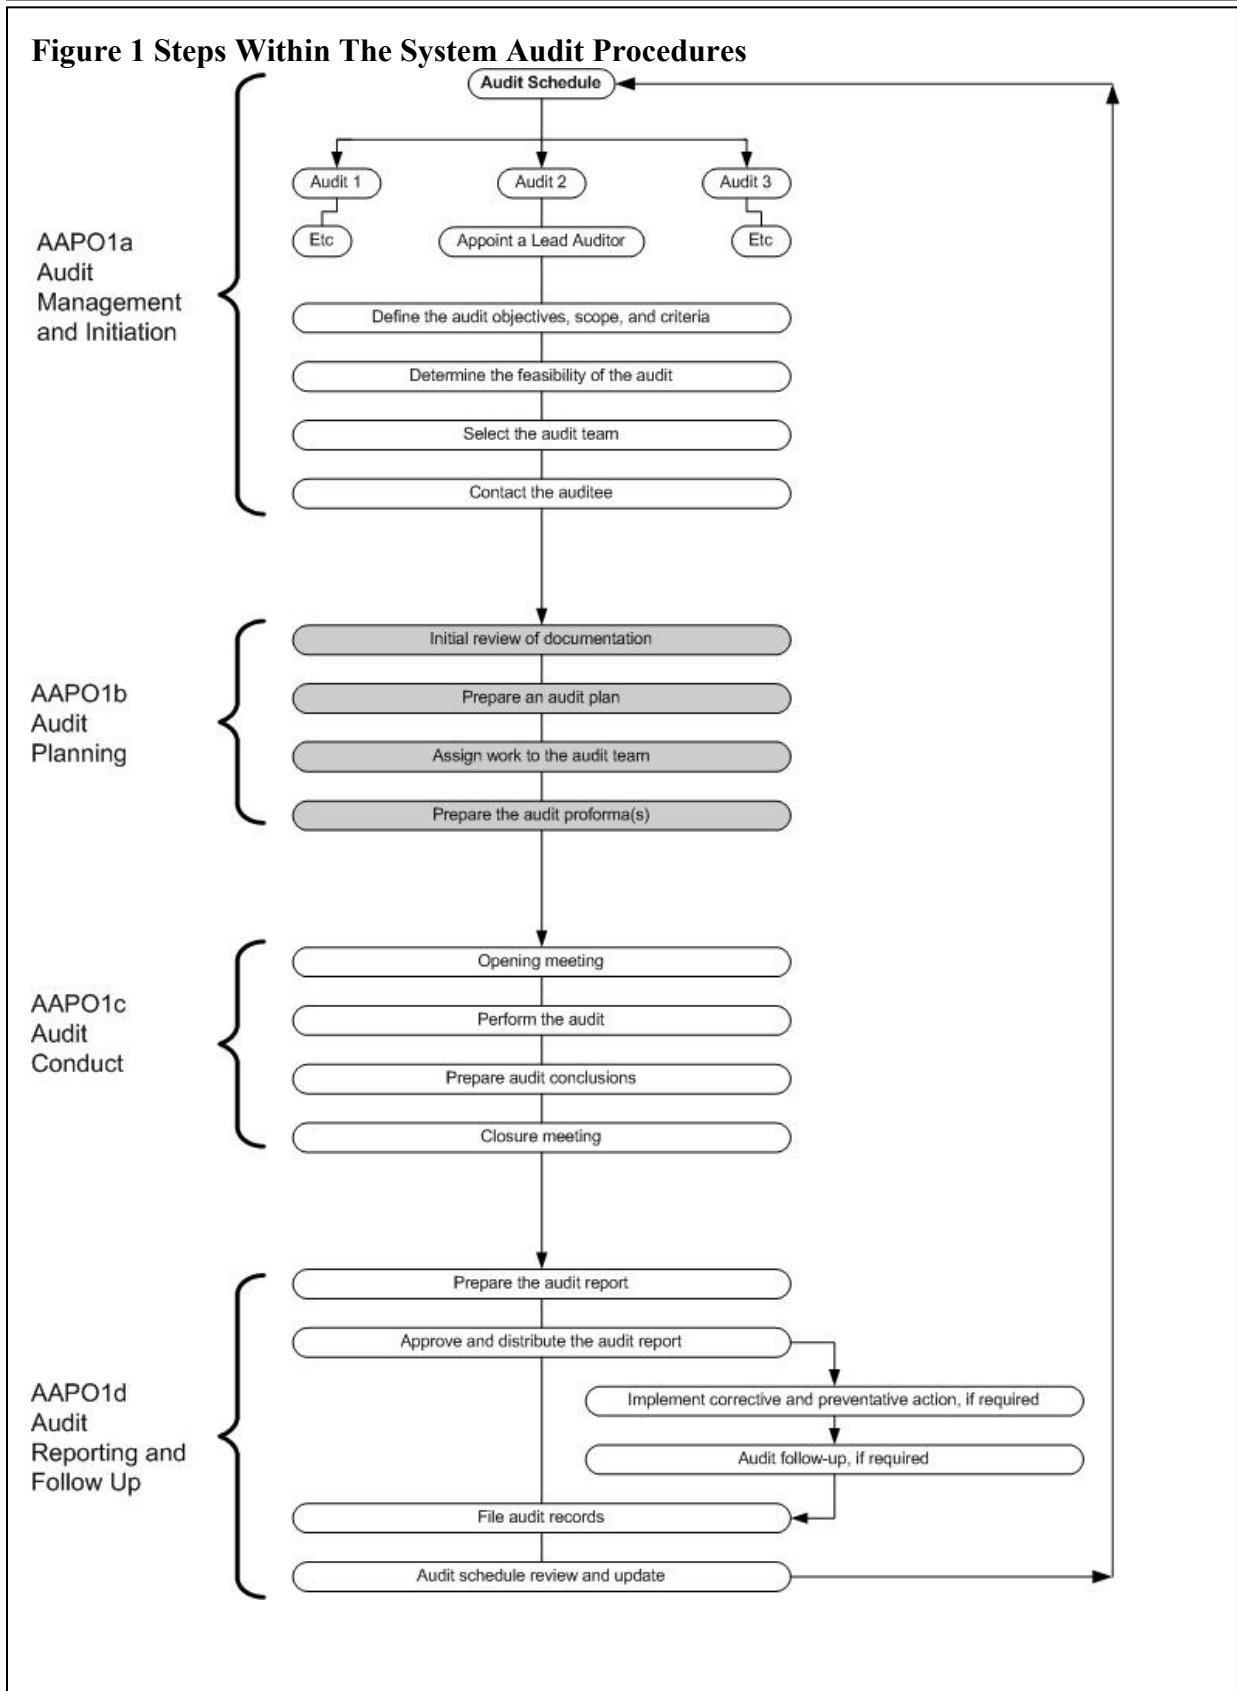 Figure 1 Steps Within The System Audit Procedures
Audit Schedule
Audit 1
Audit 2
Audit 3
Etc
Appoint a Lead Auditor
Etc
AAPO1a
Audit
Management
and Initiation
Define the audit objectives, scope, and criteria
Determine the feasibility of the audit
Select the audit team
Contact the auditee
AAPO1b
Audit
Planning
Initial review of documentation
Prepare an audit plan
Assign work to the audit team
Prepare the audit proforma(s)
AAPO1c
Audit
Conduct
Opening meeting
Perform the audit
Prepare audit conclusions
Closure meeting
AAPO1d
Audit
Reporting and
Follow Up
Prepare the audit report
Approve and distribute the audit report
Implement corrective and preventative action, if required
Audit follow-up, if required
File audit records
Audit schedule review and update